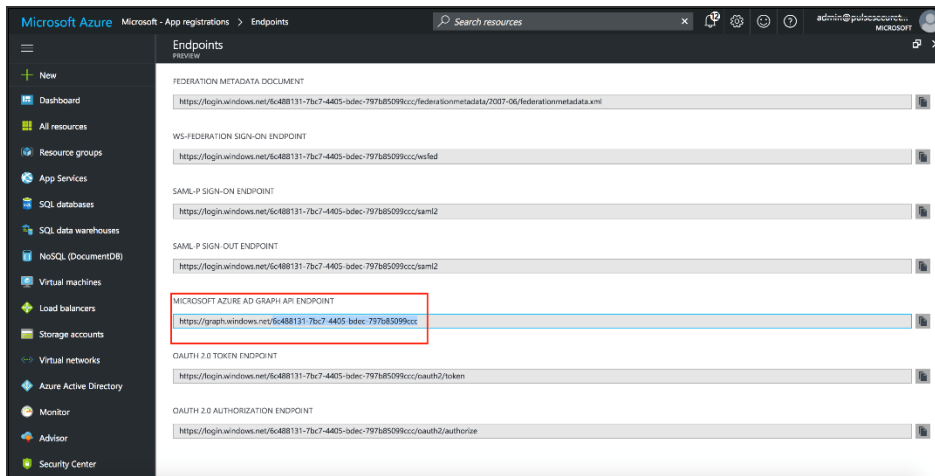 Microsoft Azure Microsoft - App registrations > Endpoints
Search resources
12
admin@pulsesecuret...
MICROSOFT
Endpoints
PREVIEW
New
Dashboard
All resources
Resource groups
App Services
SQL databases
SQL data warehouses
NoSQL (DocumentDB)
Virtual machines
Load balancers
Storage accounts
Virtual networks
Azure Active Directory
Monitor
Advisor
Security Center
FEDERATION METADATA DOCUMENT
https://login.windows.net/6c488131-7bc7-4405-bdec-797b85099ccc/federationmetadata/2007-06/federationmetadata.xml
WS-FEDERATION SIGN-ON ENDPOINT
https://login.windows.net/6c488131-7bc7-4405-bdec-797b85099ccc/wsfed
SAML-P SIGN-ON ENDPOINT
https://login.windows.net/6c488131-7bc7-4405-bdec-797b85099ccc/saml2
SAML-P SIGN-OUT ENDPOINT
https://login.windows.net/6c488131-7bc7-4405-bdec-797b85099ccc/saml2
MICROSOFT AZURE AD GRAPH API ENDPOINT
https://graph.windows.net/6c488131-7bc7-4405-bdec-797b85099ccc
OAUTH 2.0 TOKEN ENDPOINT
https://login.windows.net/6c488131-7bc7-4405-bdec-797b85099ccc/oauth2/token
OAUTH 2.0 AUTHORIZATION ENDPOINT
https://login.windows.net/6c488131-7bc7-4405-bdec-797b85099ccc/oauth2/authorize